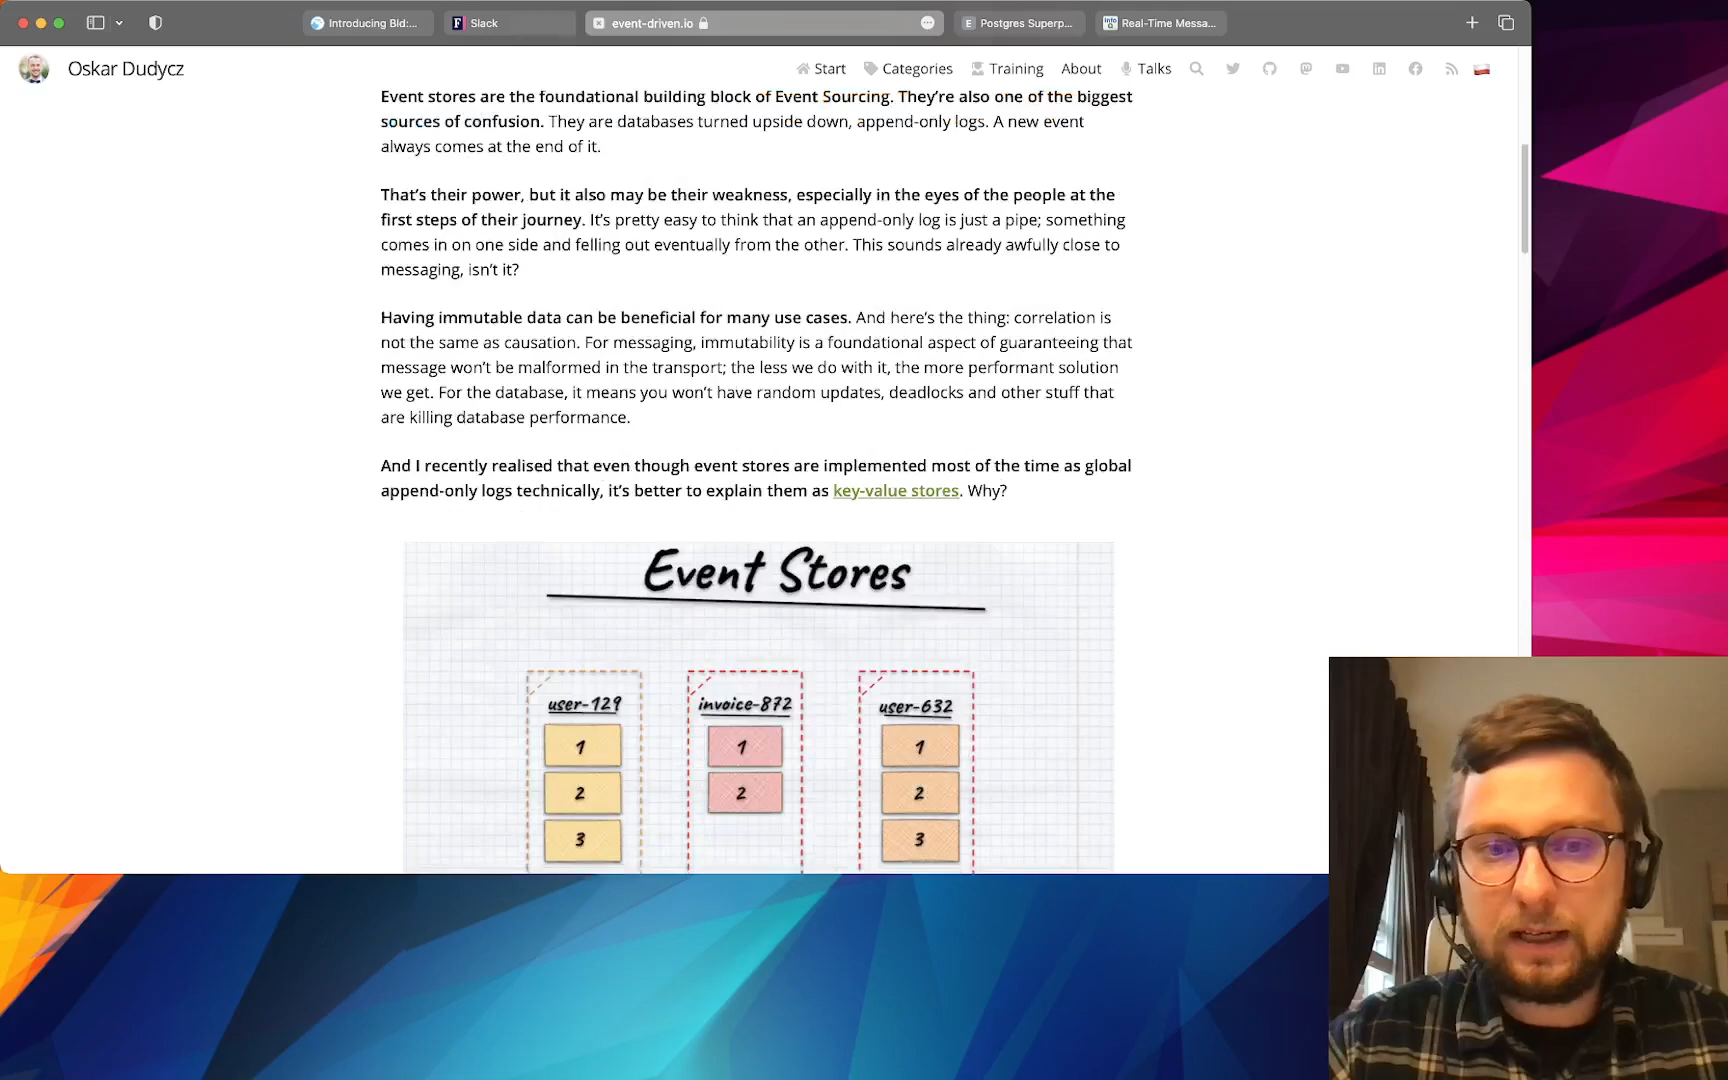 Introducing Bld:...
Slack
event-driven.io
E Postgres Superp...
Real-Time Messa...
Oskar Dudycz
Start
Categories
Training
About
Talks
Event stores are the foundational building block of Event Sourcing. They’re also one of the biggest
sources of confusion. They are databases turned upside down, append-only logs. A new event
always comes at the end of it.
That’s their power, but it also may be their weakness, especially in the eyes of the people at the
first steps of their journey. It’s pretty easy to think that an append-only log is just a pipe; something
comes in on one side and felling out eventually from the other. This sounds already awfully close to
messaging, isn’t it?
Having immutable data can be beneficial for many use cases. And here’s the thing: correlation is
not the same as causation. For messaging, immutability is a foundational aspect of guaranteeing that
message won’t be malformed in the transport; the less we do with it, the more performant solution
we get. For the database, it means you won’t have random updates, deadlocks and other stuff that
are killing database performance.
And I recently realised that even though event stores are implemented most of the time as global
append-only logs technically, it’s better to explain them as key-value stores. Why?
Event Stores
user-129
invoice-872
user-632
1
1
1
2
2
2
3
3